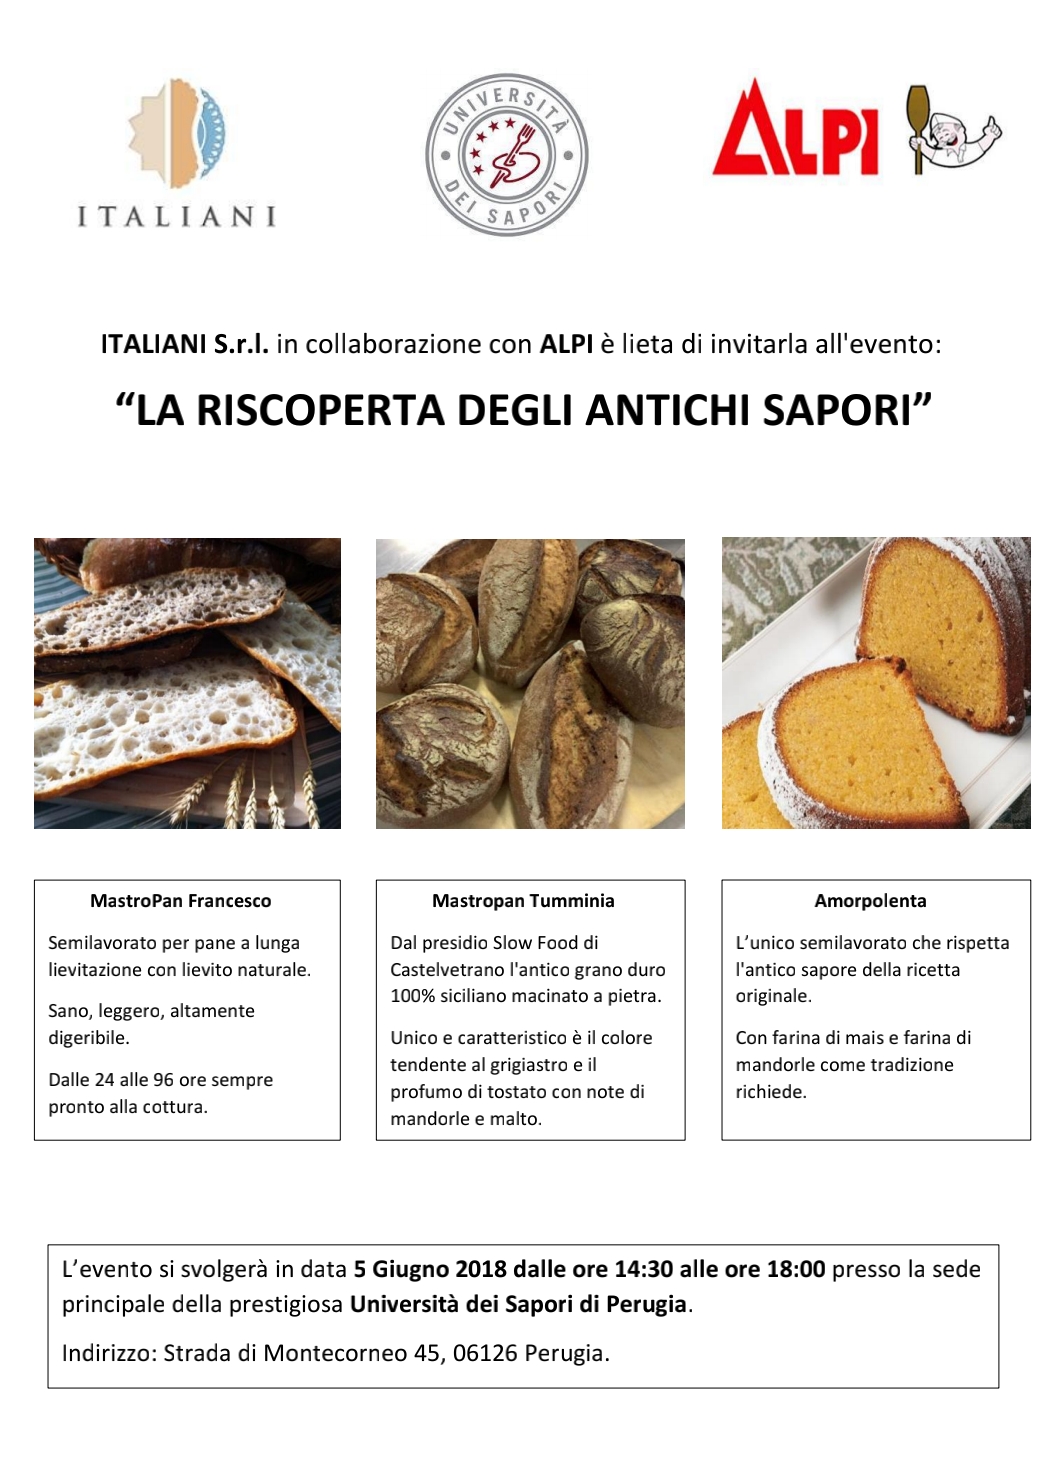 ITALIANI
UNIVERSITÀ
DEI SAPORI
ALPI
ITALIANI S.r.l. in collaborazione con ALPI è lieta di invitarla all'evento:
“LA RISCOPERTA DEGLI ANTICHI SAPORI”
MastroPan Francesco
Semilavorato per pane a lunga
lievitazione con lievito naturale.
Sano, leggero, altamente
digeribile.
Dalle 24 alle 96 ore sempre
pronto alla cottura.
Mastropan Tumminia
Dal presidio Slow Food di
Castelvetrano l'antico grano duro
100% siciliano macinato a pietra.
Unico e caratteristico è il colore
tendente al grigiastro e il
profumo di tostato con note di
mandorle e malto.
Amorpolenta
L’unico semilavorato che rispetta
l'antico sapore della ricetta
originale.
Con farina di mais e farina di
mandorle come tradizione
richiede.
L’evento si svolgerà in data 5 Giugno 2018 dalle ore 14:30 alle ore 18:00 presso la sede
principale della prestigiosa Università dei Sapori di Perugia.
Indirizzo: Strada di Montecorneo 45, 06126 Perugia.